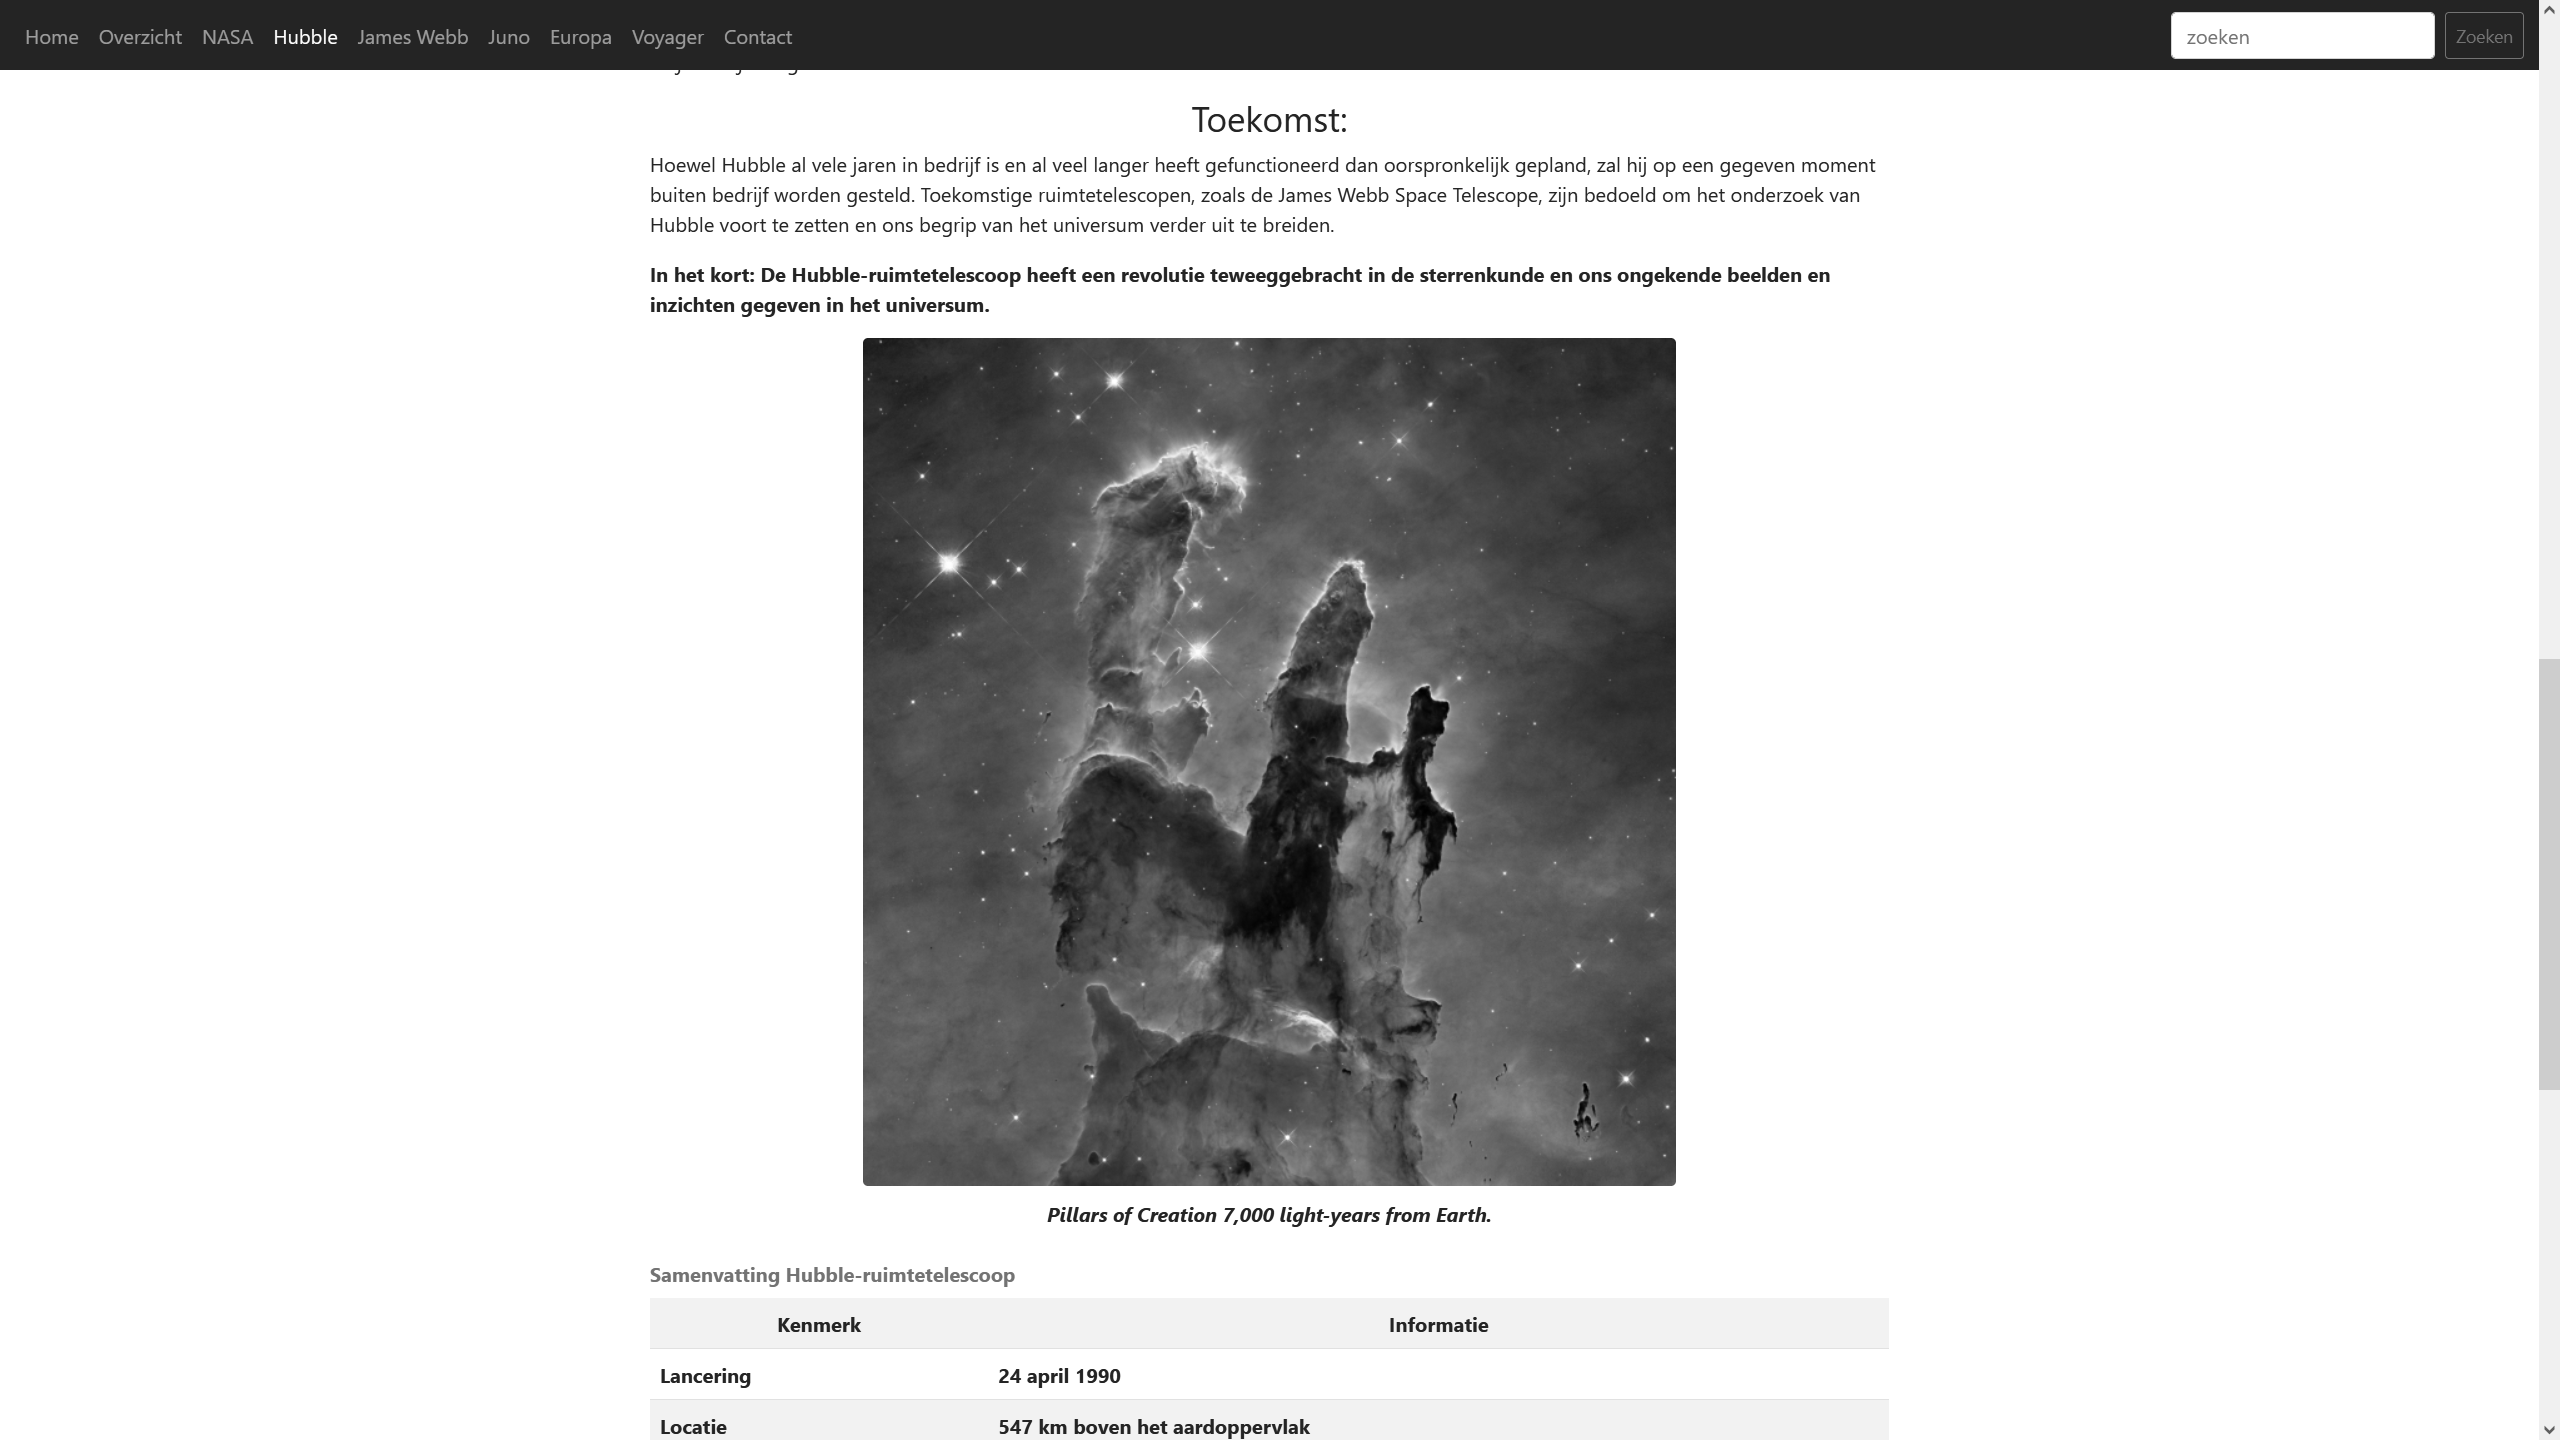 Home Overzicht NASA Hubble James Webb Juno Europa Voyager Contact zoeken Zoeken
Toekomst:
Hoewel Hubble al vele jaren in bedrijf is en al veel langer heeft gefunctioneerd dan oorspronkelijk gepland, zal hij op een gegeven moment
buiten bedrijf worden gesteld. Toekomstige ruimtetelescopen, zoals de James Webb Space Telescope, zijn bedoeld om het onderzoek van
Hubble voort te zetten en ons begrip van het universum verder uit te breiden.
In het kort: De Hubble-ruimtetelescoop heeft een revolutie teweeggebracht in de sterrenkunde en ons ongekende beelden en
inzichten gegeven in het universum.
Pillars of Creation 7,000 light-years from Earth.
Samenvatting Hubble-ruimtetelescoop
Kenmerk Informatie
Lancering 24 april 1990
Locatie 547 km boven het aardoppervlak